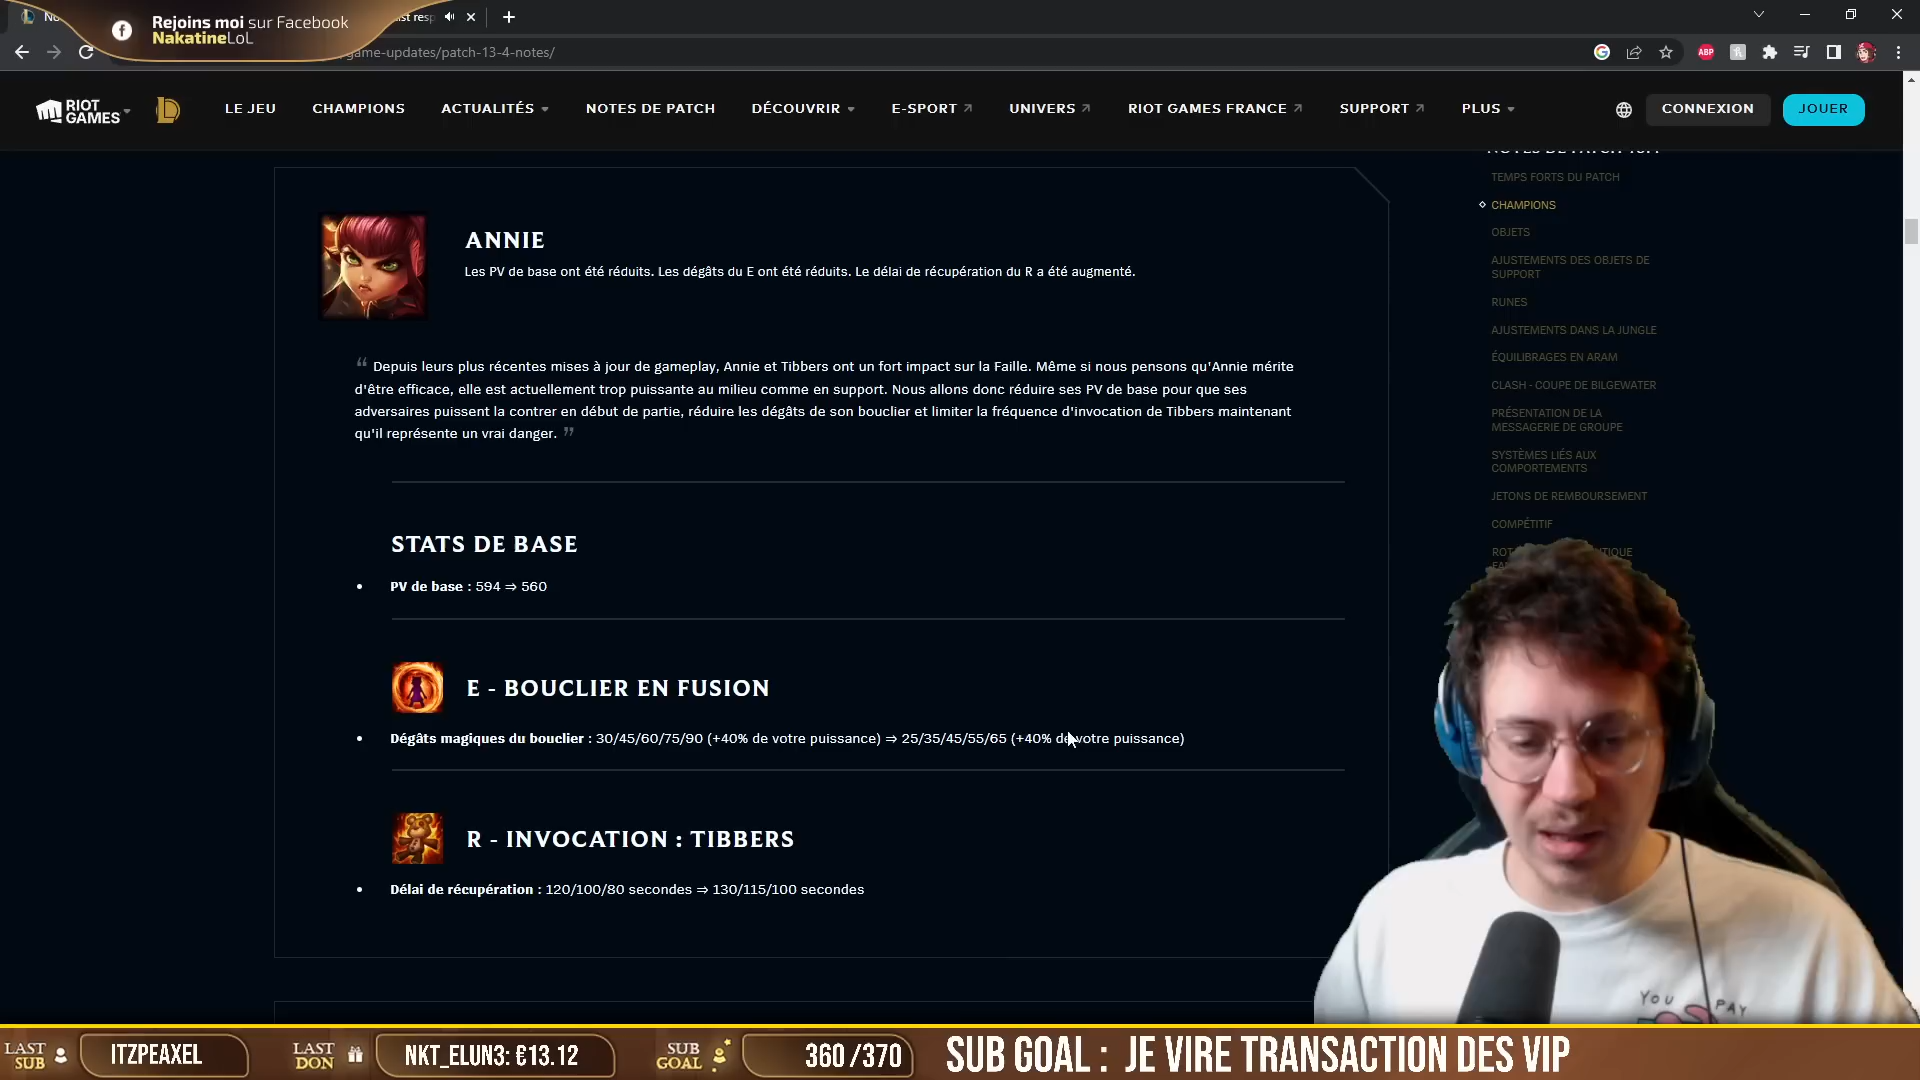 Rejoins moi sur Facebook
NakatineLoL
game-updates/patch-13-4-notes/
ABP
RIOT GAMES
LE JEU
CHAMPIONS
ACTUALITÉS
NOTES DE PATCH
DÉCOUVRIR
E-SPORT
UNIVERS
RIOT GAMES FRANCE
SUPPORT
PLUS
CONNEXION
JOUER
TEMPS FORTS DU PATCH
CHAMPIONS
OBJETS
AJUSTEMENTS DES OBJETS DE
SUPPORT
RUNES
AJUSTEMENTS DANS LA JUNGLE
ÉQUILIBRAGES EN ARAM
CLASH - COUPE DE BILGEWATER
PRÉSENTATION DE LA
MESSAGERIE DE GROUPE
SYSTÈMES LIÉS AUX
COMPORTEMENTS
JETONS DE REMBOURSEMENT
COMPÉTITIF
ANNIE
Les PV de base ont été réduits. Les dégâts du E ont été réduits. Le délai de récupération du R a été augmenté.
“ Depuis leurs plus récentes mises à jour de gameplay, Annie et Tibbers ont un fort impact sur la Faille. Même si nous pensons qu'Annie mérite
d'être efficace, elle est actuellement trop puissante au milieu comme en support. Nous allons donc réduire ses PV de base pour que ses
adversaires puissent la contrer en début de partie, réduire les dégâts de son bouclier et limiter la fréquence d'invocation de Tibbers maintenant
qu'il représente un vrai danger. ”
STATS DE BASE
• PV de base : 594 ⇒ 560
E - BOUCLIER EN FUSION
• Dégâts magiques du bouclier : 30/45/60/75/90 (+40% de votre puissance) ⇒ 25/35/45/55/65 (+40% de votre puissance)
R - INVOCATION : TIBBERS
• Délai de récupération : 120/100/80 secondes ⇒ 130/115/100 secondes
YOU PAY
LAST SUB
ITZPEAXEL
LAST DON
NKT_ELUN3: €13.12
SUB GOAL
360 /370
SUB GOAL : JE VIRE TRANSACTION DES VIP